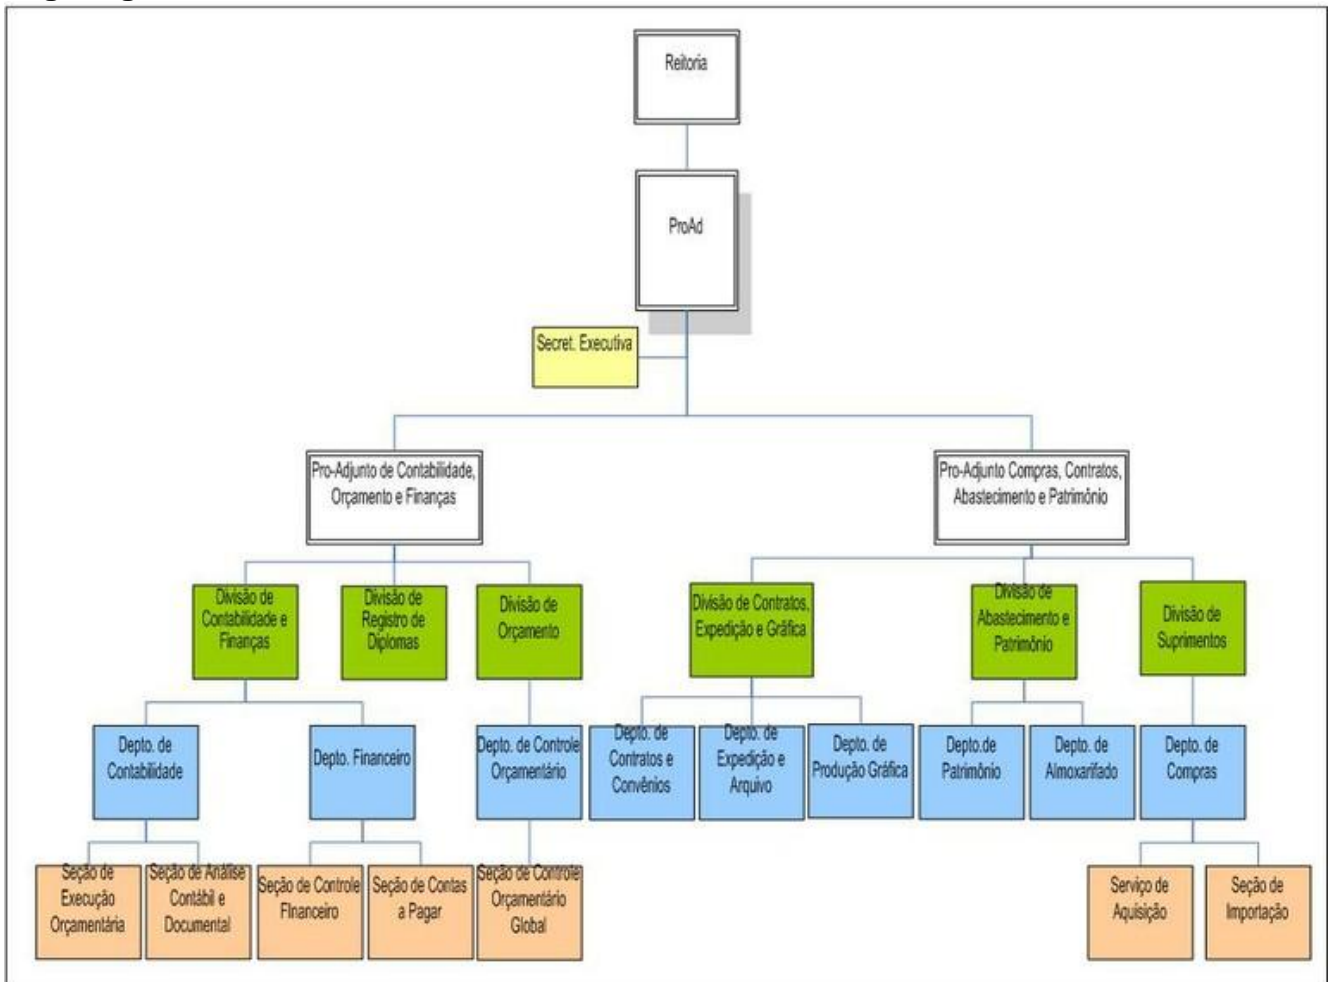 Reitoria
ProAd
Secret. Executiva
Pro-Adjunto de Contabilidade,
Orçamento e Finanças
Pro-Adjunto Compras, Contratos,
Abastecimento e Patrimônio
Divisão de
Contabilidade e
Finanças
Divisão de
Registro de
Diplomas
Divisão de
Orçamento
Divisão de Contratos,
Expedição e Gráfica
Divisão de
Abastecimento e
Patrimônio
Divisão de
Suprimentos
Depto. de
Contabilidade
Depto. Financeiro
Depto. de Controle
Orçamentário
Depto. de
Contratos e
Convênios
Depto. de
Expedição e
Arquivo
Depto. de
Produção Gráfica
Depto.de
Patrimônio
Depto. de
Almoxarifado
Depto. de
Compras
Seção de
Execução
Orçamentária
Seção de Análise
Contábil e
Documental
Seção de Controle
FInanceiro
Seção de Contas
a Pagar
Seção de Controle
Orçamentário
Global
Serviço de
Aquisição
Seção de
Importação